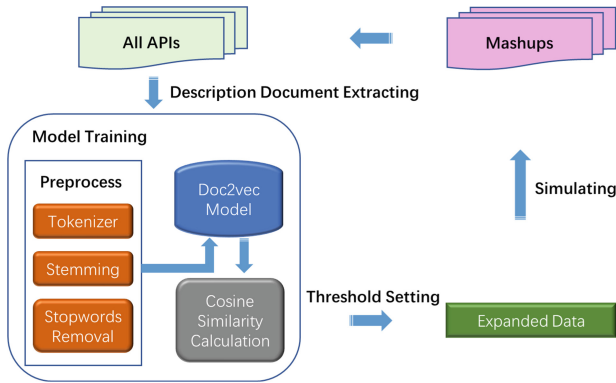 All APIs
Mashups
Description Document Extracting
Model Training
Preprocess
Tokenizer
Stemming
Stopwords
Removal
Doc2vec
Model
Cosine
Similarity
Calculation
Threshold Setting
Simulating
Expanded Data